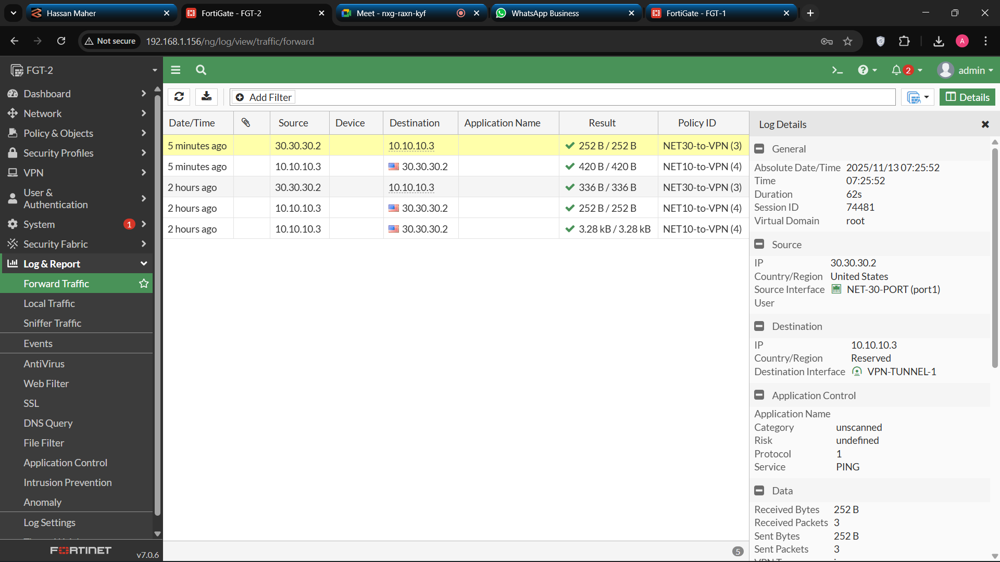 Hassan Maher
FortiGate - FGT-2
Meet - nxg-raxn-kyf
WhatsApp Business
FortiGate - FGT-1
Not secure
192.168.1.156/ng/log/view/traffic/forward
A
FGT-2
2
admin
Dashboard
Network
Policy & Objects
Security Profiles
VPN
User &
Authentication
System
1
Security Fabric
Log & Report
Forward Traffic
Local Traffic
Sniffer Traffic
Events
AntiVirus
Web Filter
SSL
DNS Query
File Filter
Application Control
Intrusion Prevention
Anomaly
Log Settings
FORTINET
v7.0.6
Add Filter
Details
Date/Time Source Device Destination Application Name Result Policy ID
5 minutes ago 30.30.30.2 10.10.10.3 252 B / 252 B NET30-to-VPN (3)
5 minutes ago 10.10.10.3 30.30.30.2 420 B / 420 B NET10-to-VPN (4)
2 hours ago 30.30.30.2 10.10.10.3 336 B / 336 B NET30-to-VPN (3)
2 hours ago 10.10.10.3 30.30.30.2 252 B / 252 B NET10-to-VPN (4)
2 hours ago 10.10.10.3 30.30.30.2 3.28 kB / 3.28 kB NET10-to-VPN (4)
5
Log Details
General
Absolute Date/Time 2025/11/13 07:25:52
Time 07:25:52
Duration 62s
Session ID 74481
Virtual Domain root
Source
IP 30.30.30.2
Country/Region United States
Source Interface NET-30-PORT (port1)
User
Destination
IP 10.10.10.3
Country/Region Reserved
Destination Interface VPN-TUNNEL-1
Application Control
Application Name
Category unscanned
Risk undefined
Protocol 1
Service PING
Data
Received Bytes 252 B
Received Packets 3
Sent Bytes 252 B
Sent Packets 3